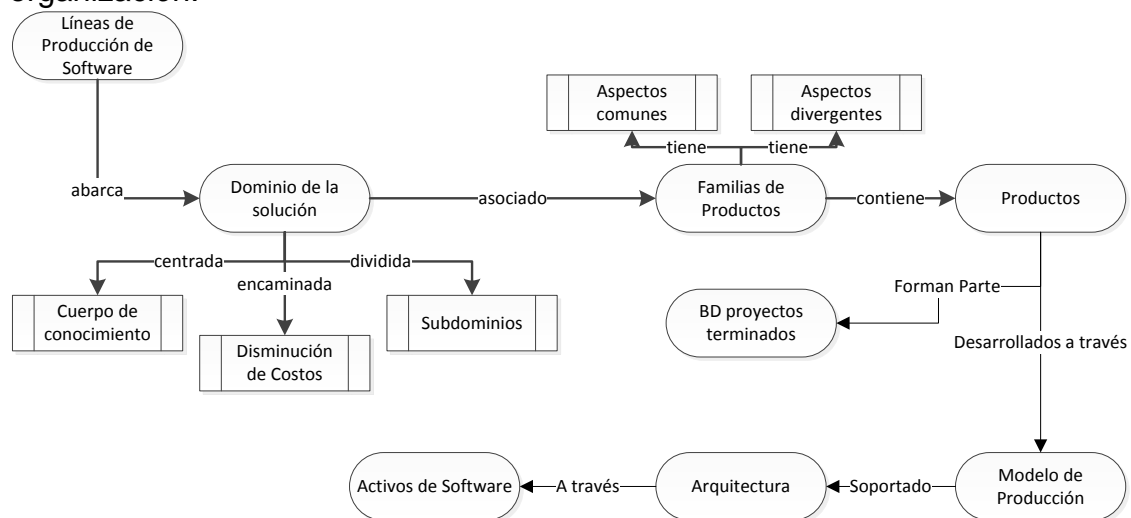 organización.
Líneas de
Producción de
Software
Aspectos
comunes
Aspectos
divergentes
tiene
tiene
abarca
Dominio de la
solución
asociado
Familias de
Productos
contiene
Productos
centrada
encaminada
dividida
Cuerpo de
conocimiento
Disminución
de Costos
Subdominios
Forman Parte
BD proyectos
terminados
Desarrollados a través
Activos de Software
A través
Arquitectura
Soportado
Modelo de
Producción